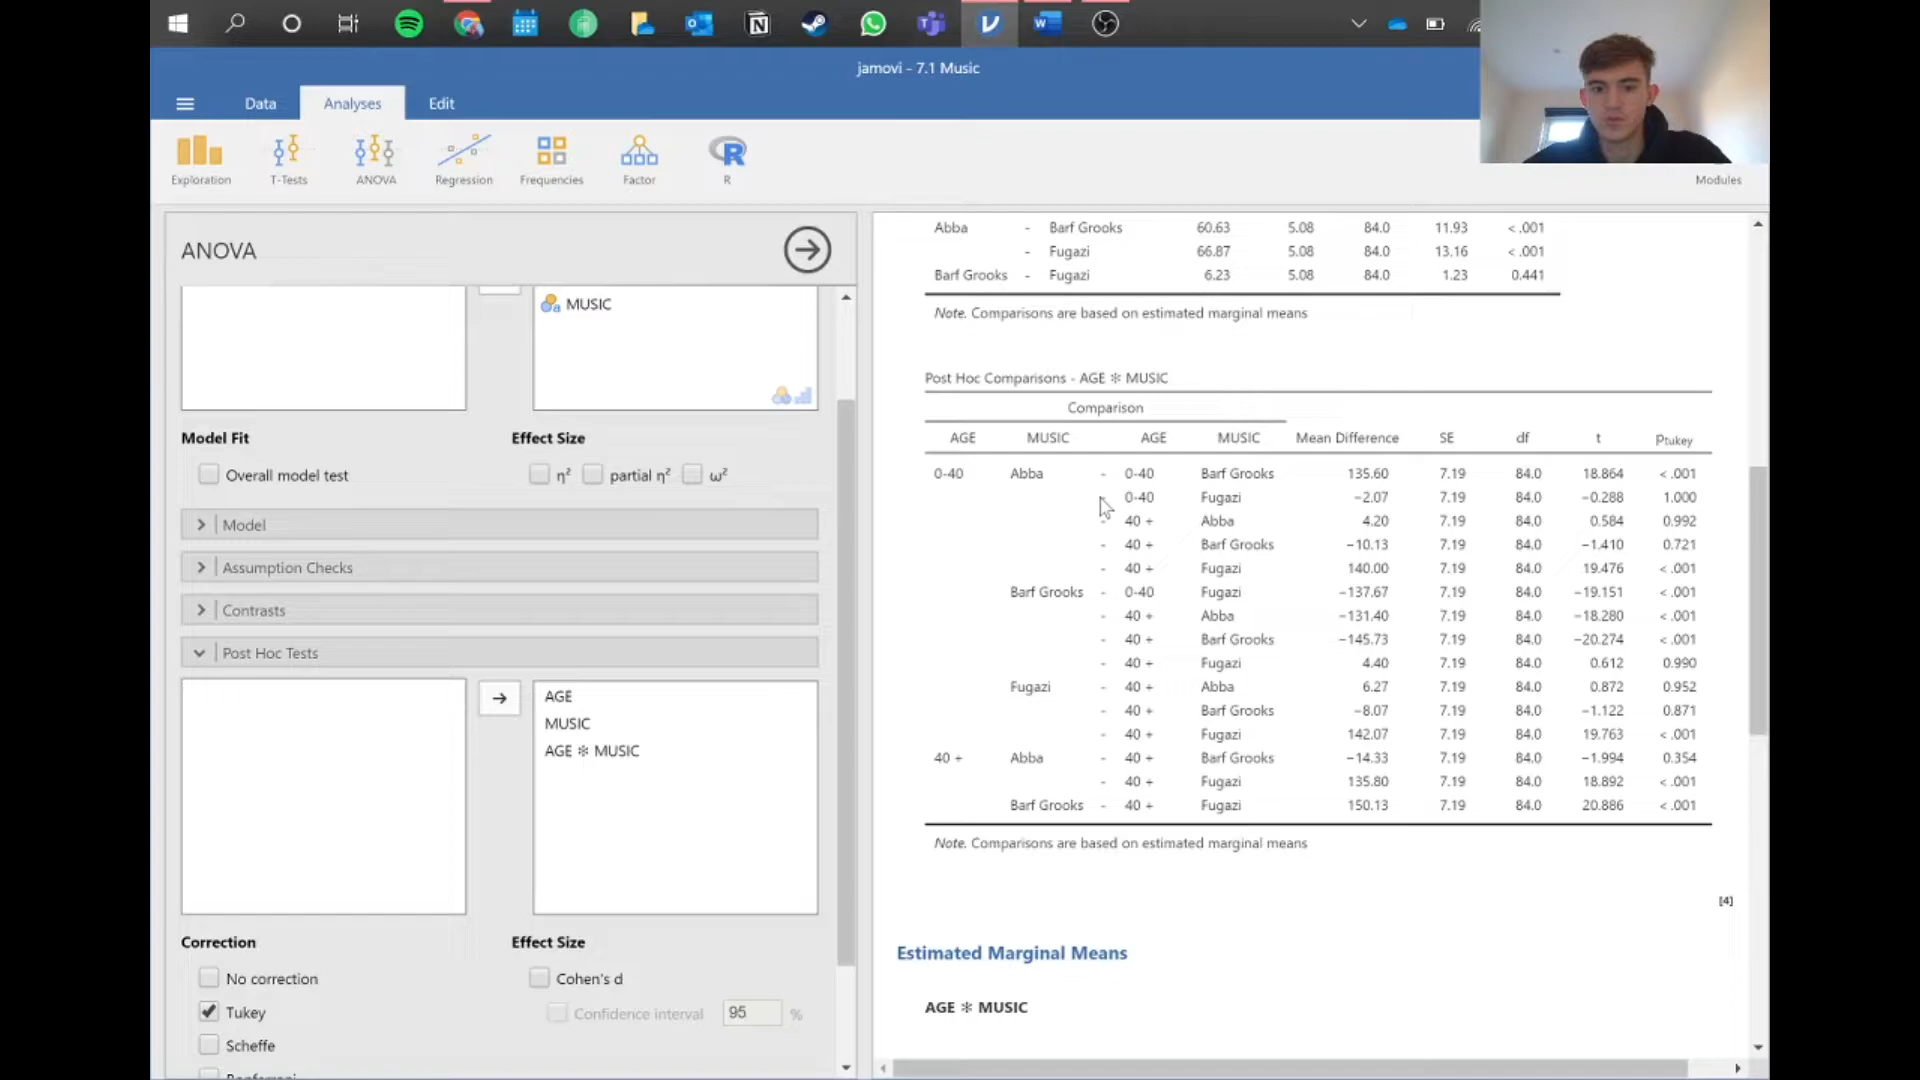 jamovi - 7.1 Music
Data Analyses Edit
Exploration T-Tests ANOVA Regression Frequencies Factor R Modules
ANOVA
MUSIC
Model Fit Effect Size
Overall model test η² partial η² ω²
Model
Assumption Checks
Contrasts
Post Hoc Tests
AGE
MUSIC
AGE ✻ MUSIC
Correction Effect Size
No correction Cohen's d
Tukey Confidence interval 95 %
Scheffe
Abba - Barf Grooks 60.63 5.08 84.0 11.93 < .001
- Fugazi 66.87 5.08 84.0 13.16 < .001
Barf Grooks - Fugazi 6.23 5.08 84.0 1.23 0.441
Note. Comparisons are based on estimated marginal means
Post Hoc Comparisons - AGE ✻ MUSIC
Comparison
AGE MUSIC AGE MUSIC Mean Difference SE df t ptukey
0-40 Abba - 0-40 Barf Grooks 135.60 7.19 84.0 18.864 < .001
0-40 Fugazi −2.07 7.19 84.0 −0.288 1.000
- 40 + Abba 4.20 7.19 84.0 0.584 0.992
- 40 + Barf Grooks −10.13 7.19 84.0 −1.410 0.721
- 40 + Fugazi 140.00 7.19 84.0 19.476 < .001
Barf Grooks - 0-40 Fugazi −137.67 7.19 84.0 −19.151 < .001
- 40 + Abba −131.40 7.19 84.0 −18.280 < .001
- 40 + Barf Grooks −145.73 7.19 84.0 −20.274 < .001
- 40 + Fugazi 4.40 7.19 84.0 0.612 0.990
Fugazi - 40 + Abba 6.27 7.19 84.0 0.872 0.952
- 40 + Barf Grooks −8.07 7.19 84.0 −1.122 0.871
- 40 + Fugazi 142.07 7.19 84.0 19.763 < .001
40 + Abba - 40 + Barf Grooks −14.33 7.19 84.0 −1.994 0.354
- 40 + Fugazi 135.80 7.19 84.0 18.892 < .001
Barf Grooks - 40 + Fugazi 150.13 7.19 84.0 20.886 < .001
Note. Comparisons are based on estimated marginal means
[4]
Estimated Marginal Means
AGE ✻ MUSIC